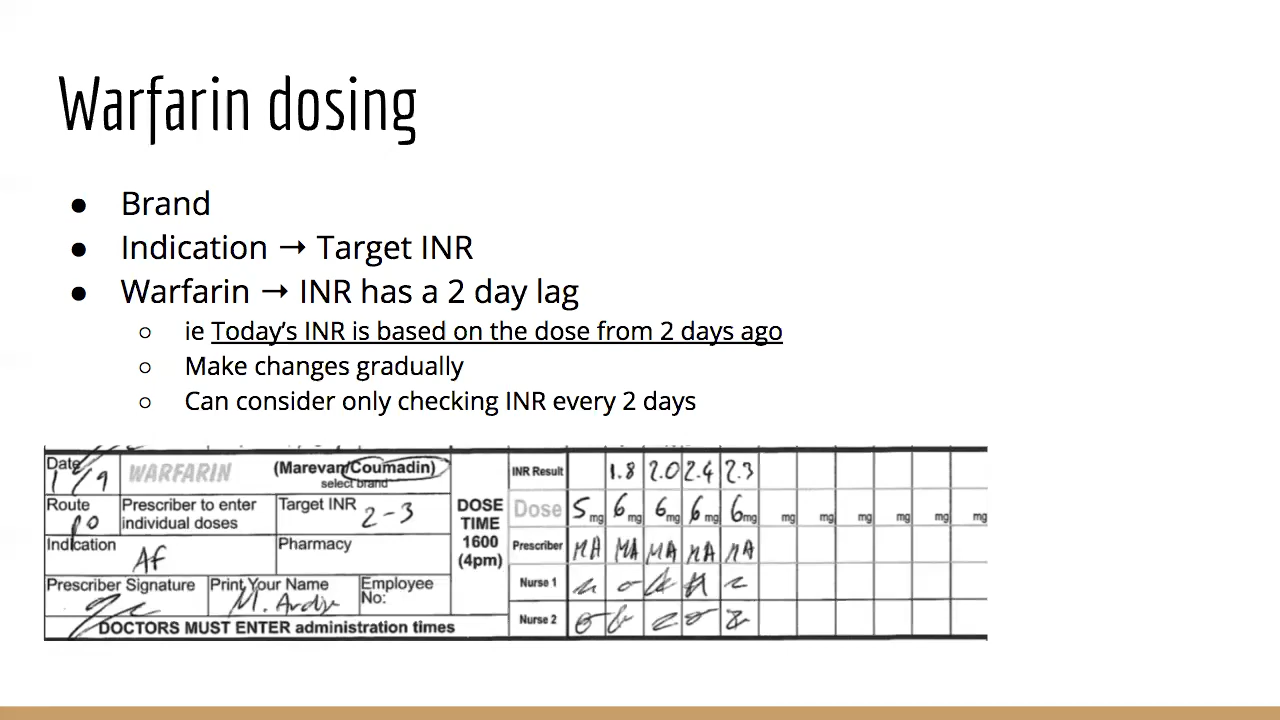 Warfarin dosing
● Brand
● Indication → Target INR
● Warfarin → INR has a 2 day lag
○ ie Today's INR is based on the dose from 2 days ago
○ Make changes gradually
○ Can consider only checking INR every 2 days
Date 1/9 WARFARIN (Marevan/Coumadin) select brand
Route PO Prescriber to enter individual doses Target INR 2-3
Indication AF Pharmacy
Prescriber Signature Print Your Name M. Employee No:
DOCTORS MUST ENTER administration times
DOSE TIME 1600 (4pm)
INR Result 1.8 2.0 2.4 2.3
Dose 5 mg 6 mg 6 mg 6 mg 6 mg mg mg mg mg mg mg
Prescriber MA MA MA MA MA
Nurse 1
Nurse 2